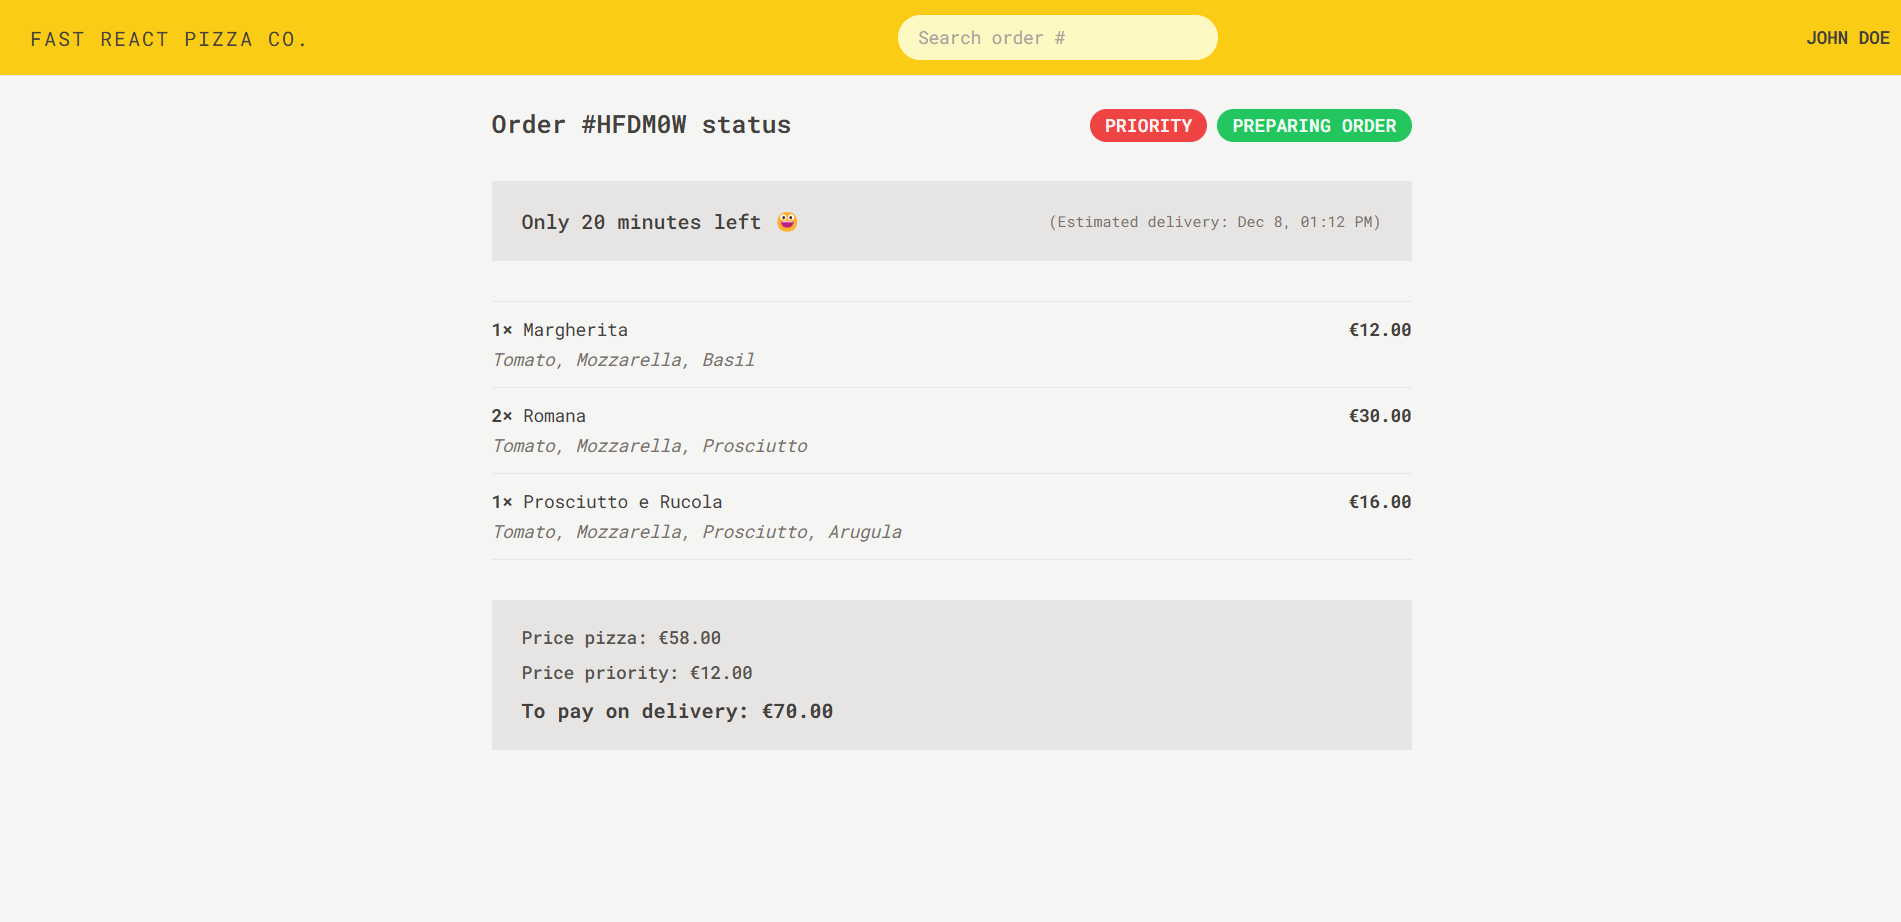 FAST REACT PIZZA CO.
Search order #
JOHN DOE
Order #HFDM0W status
PRIORITY
PREPARING ORDER
Only 20 minutes left 😀
(Estimated delivery: Dec 8, 01:12 PM)
1× Margherita
€12.00
Tomato, Mozzarella, Basil
2× Romana
€30.00
Tomato, Mozzarella, Prosciutto
1× Prosciutto e Rucola
€16.00
Tomato, Mozzarella, Prosciutto, Arugula
Price pizza: €58.00
Price priority: €12.00
To pay on delivery: €70.00